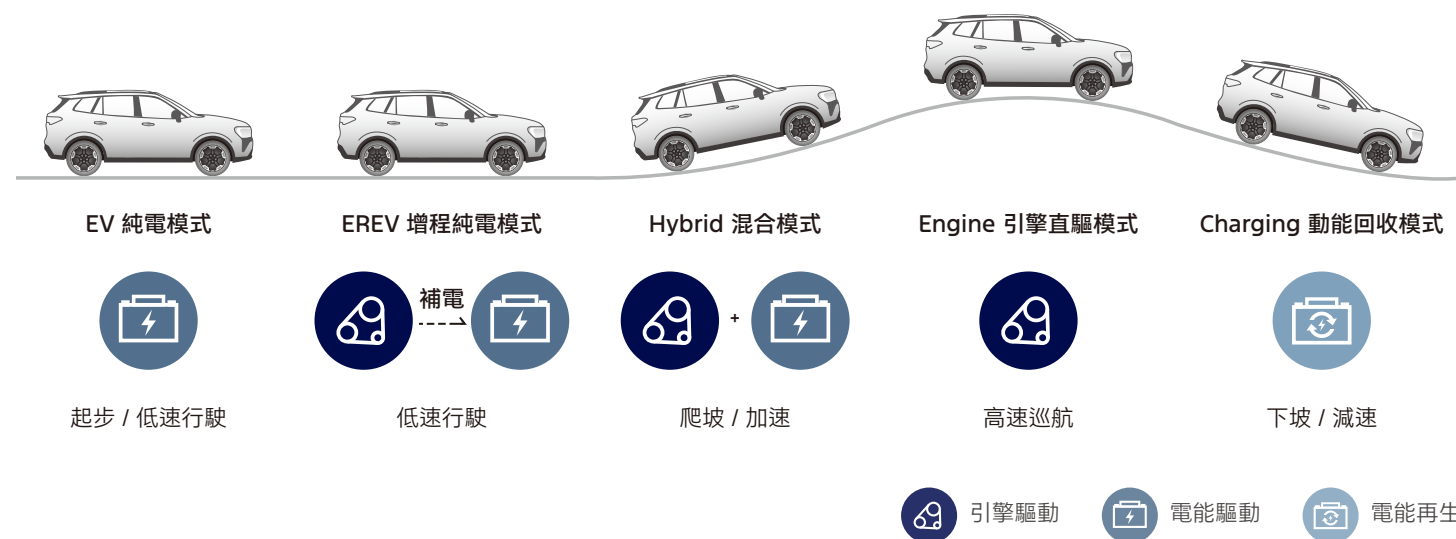 EV 純電模式
EREV 增程純電模式
Hybrid 混合模式
Engine 引擎直驅模式
Charging 動能回收模式
補電
+
起步 / 低速行駛
低速行駛
爬坡 / 加速
高速巡航
下坡 / 減速
引擎驅動
電能驅動
電能再生